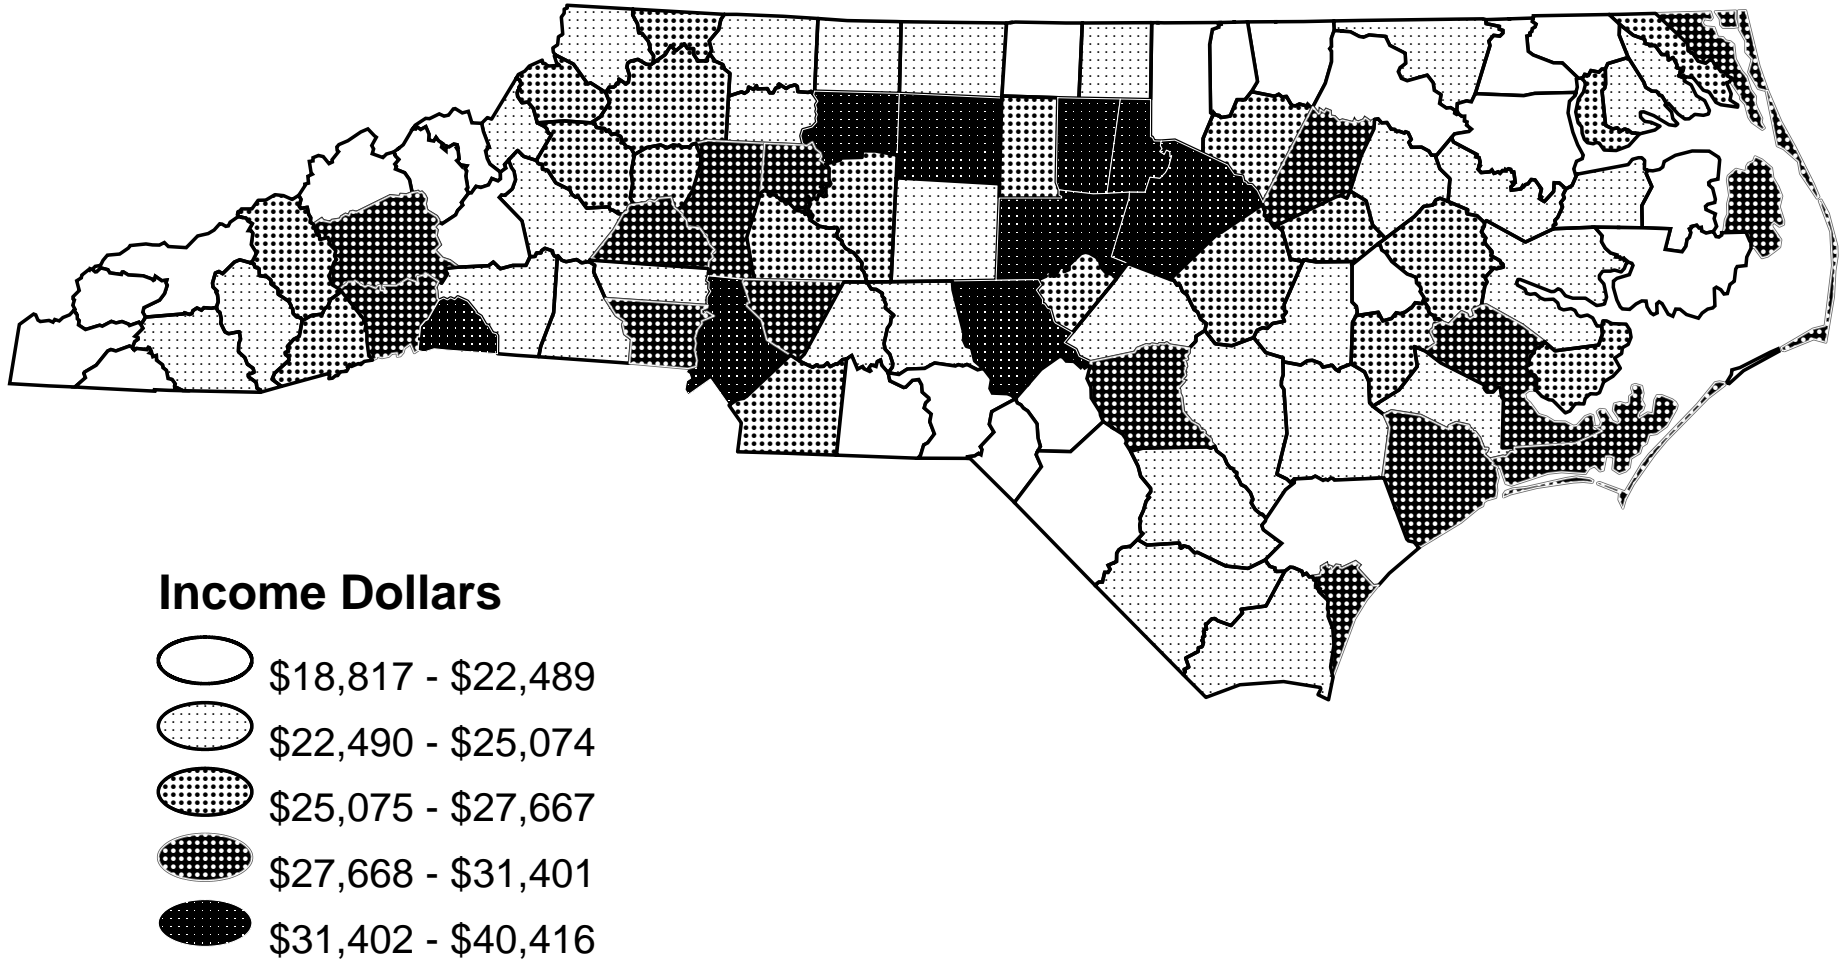 Income Dollars
$18,817 - $22,489
$22,490 - $25,074
$25,075 - $27,667
$27,668 - $31,401
$31,402 - $40,416